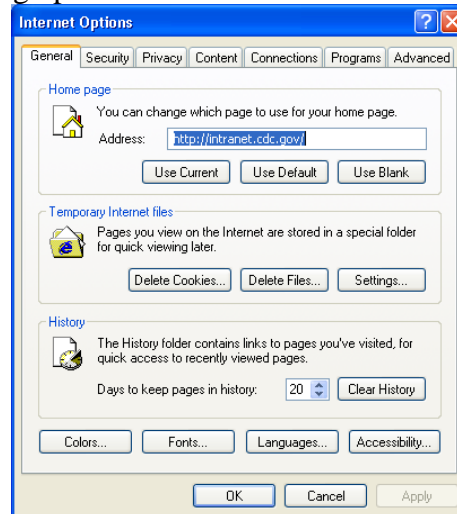 Internet Options
General Security Privacy Content Connections Programs Advanced
Home page
You can change which page to use for your home page.
Address: http://intranet.cdc.gov/
Use Current Use Default Use Blank
Temporary Internet files
Pages you view on the Internet are stored in a special folder
for quick viewing later.
Delete Cookies... Delete Files... Settings...
History
The History folder contains links to pages you've visited, for
quick access to recently viewed pages.
Days to keep pages in history: 20 Clear History
Colors... Fonts... Languages... Accessibility...
OK Cancel Apply